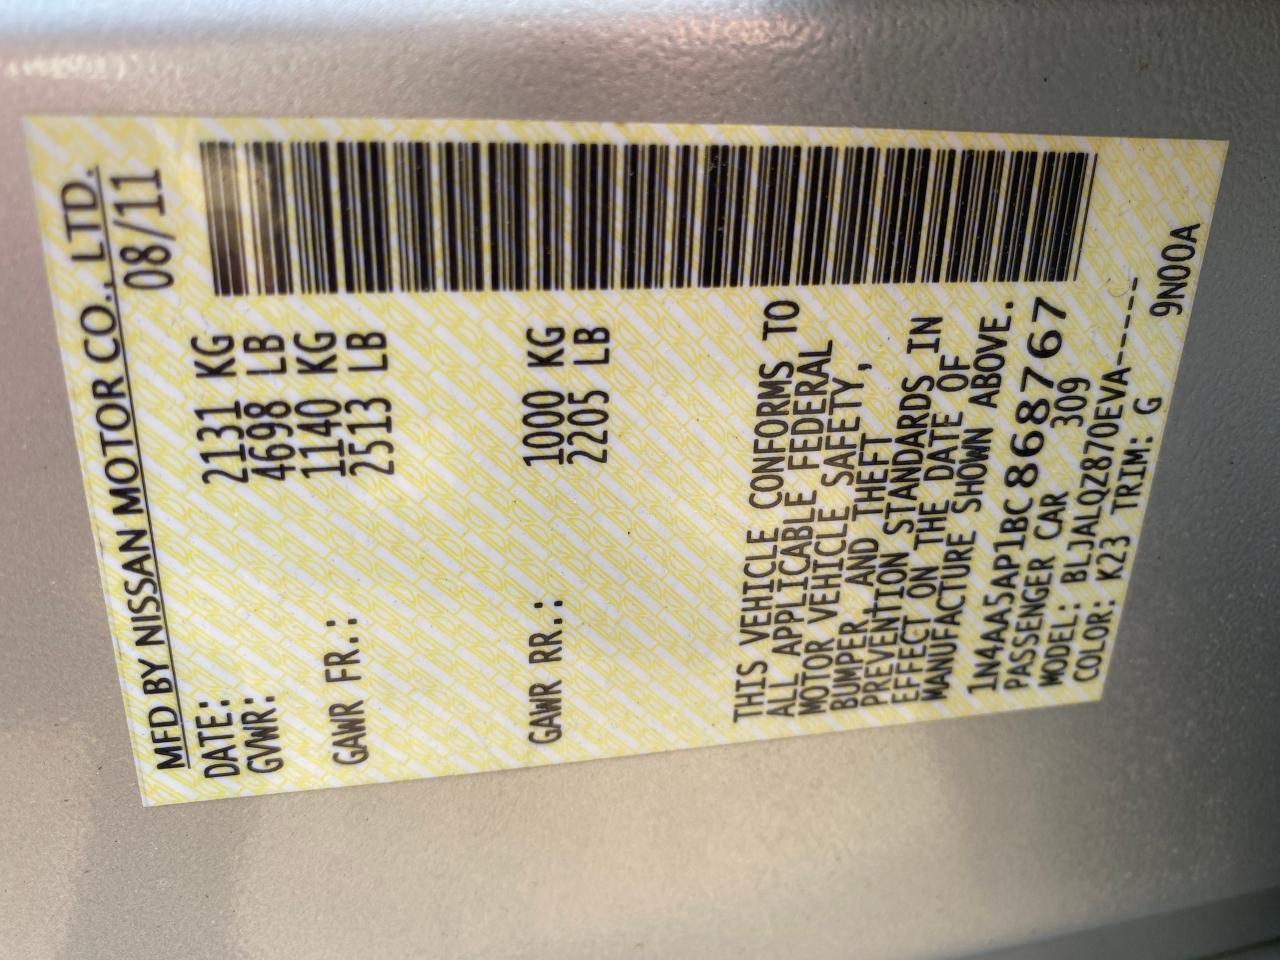 MFD BY NISSAN MOTOR CO., LTD.
DATE: 08/11
GVWR: 2131 KG
4698 LB
GAWR FR.: 1140 KG
2513 LB
GAWR RR.: 1000 KG
2205 LB
THIS VEHICLE CONFORMS TO
ALL APPLICABLE FEDERAL
MOTOR VEHICLE SAFETY,
BUMPER, AND THEFT
PREVENTION STANDARDS IN
EFFECT ON THE DATE OF
MANUFACTURE SHOWN ABOVE.
1N4AA5AP1BC868767
PASSENGER CAR 309
MODEL: BLJALQZ870EVA-----
COLOR: K23 TRIM: G
9N00A